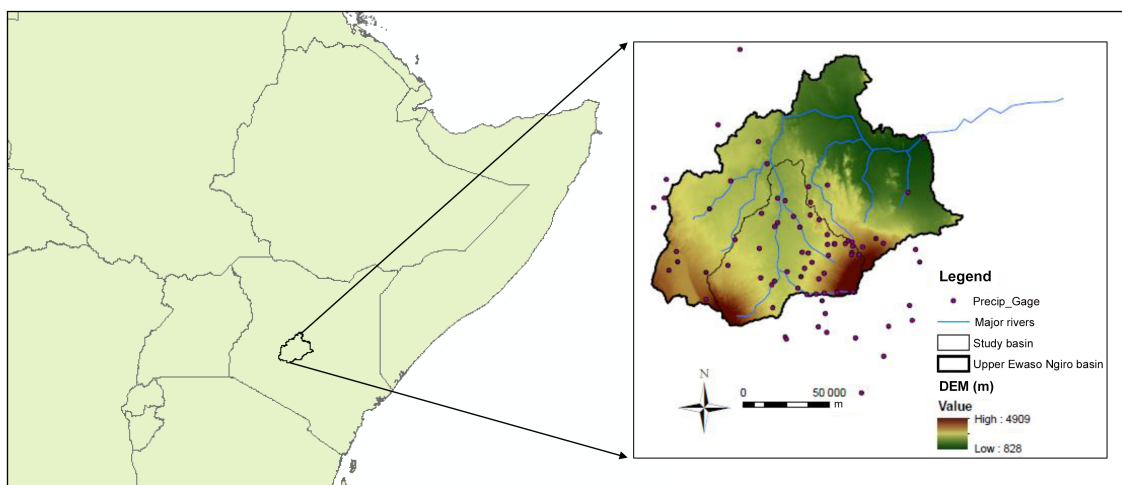 Legend
Precip_Gage
Major rivers
Study basin
Upper Ewaso Ngiro basin
N
0 50 000
m
DEM (m)
Value
High : 4909
Low : 828